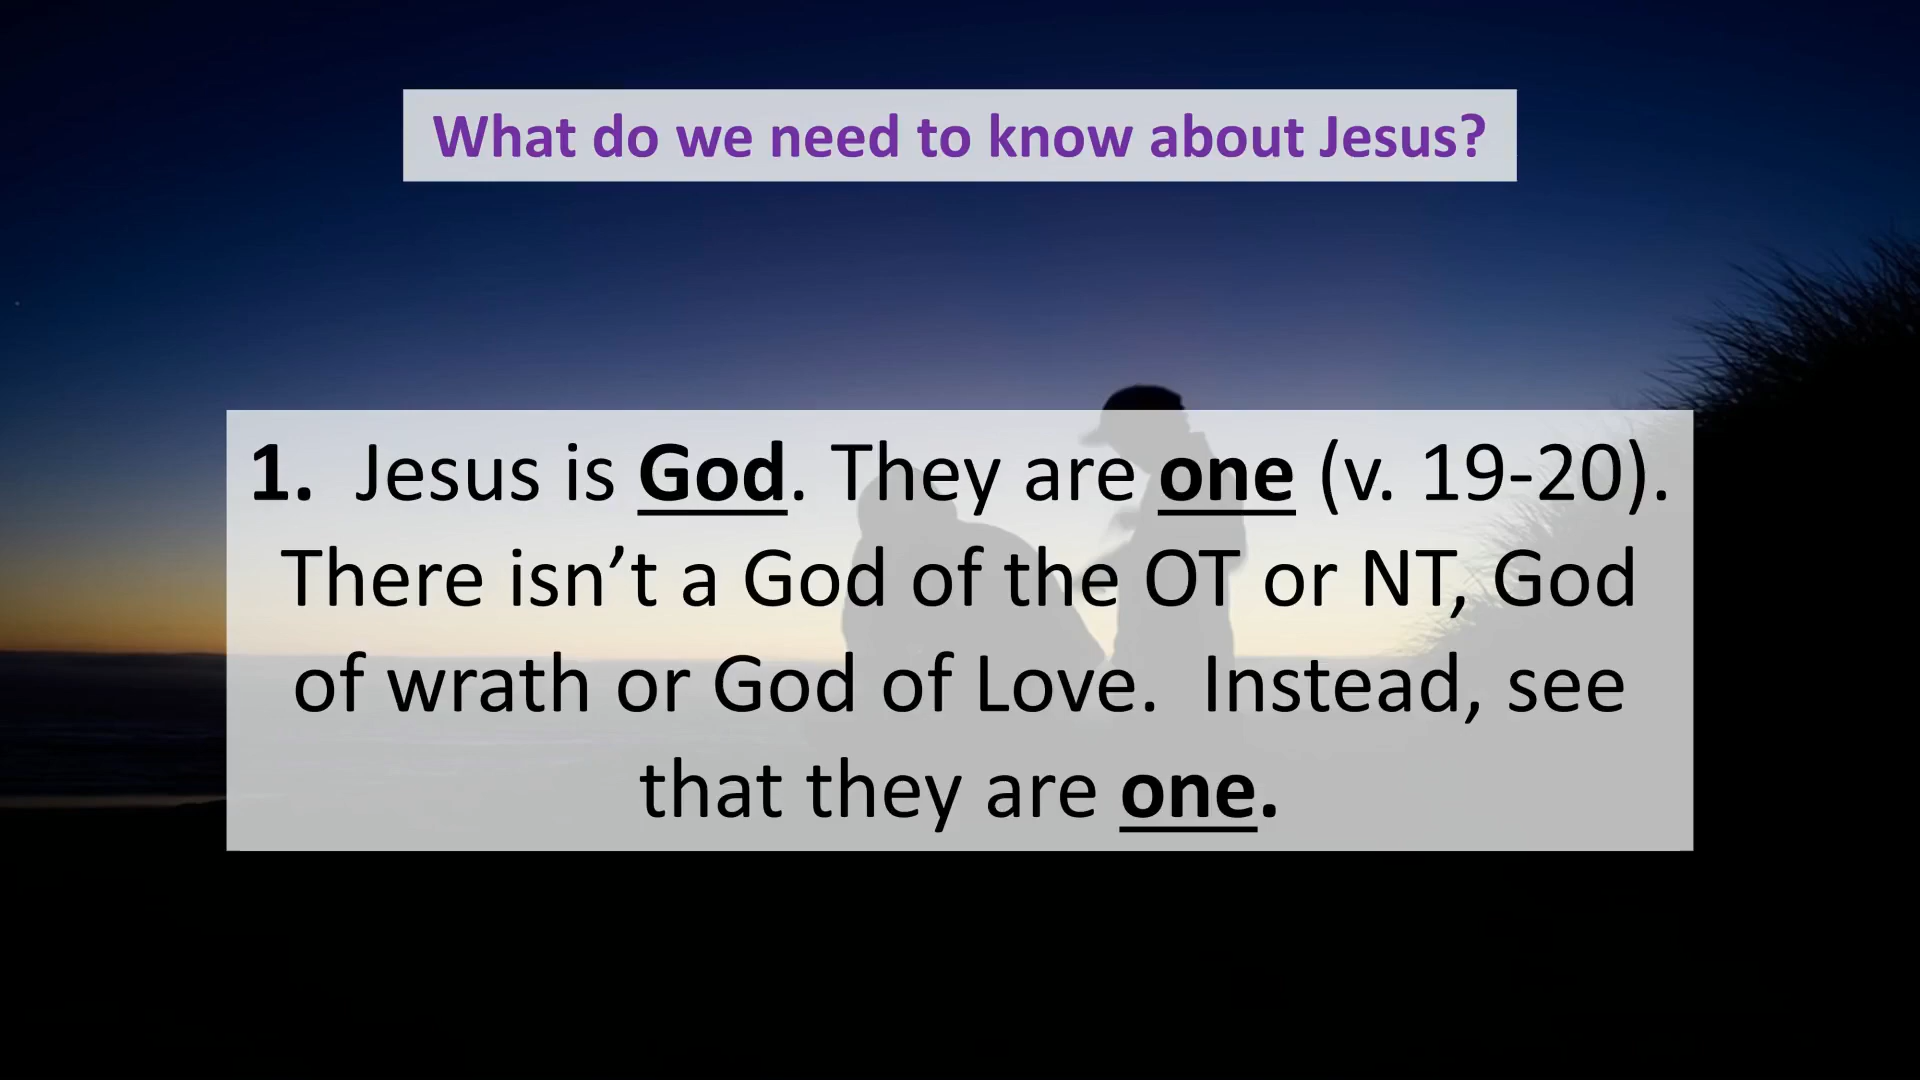 What do we need to know about Jesus?
1.  Jesus is God. They are one (v. 19-20).
There isn’t a God of the OT or NT, God
of wrath or God of Love.  Instead, see
that they are one.